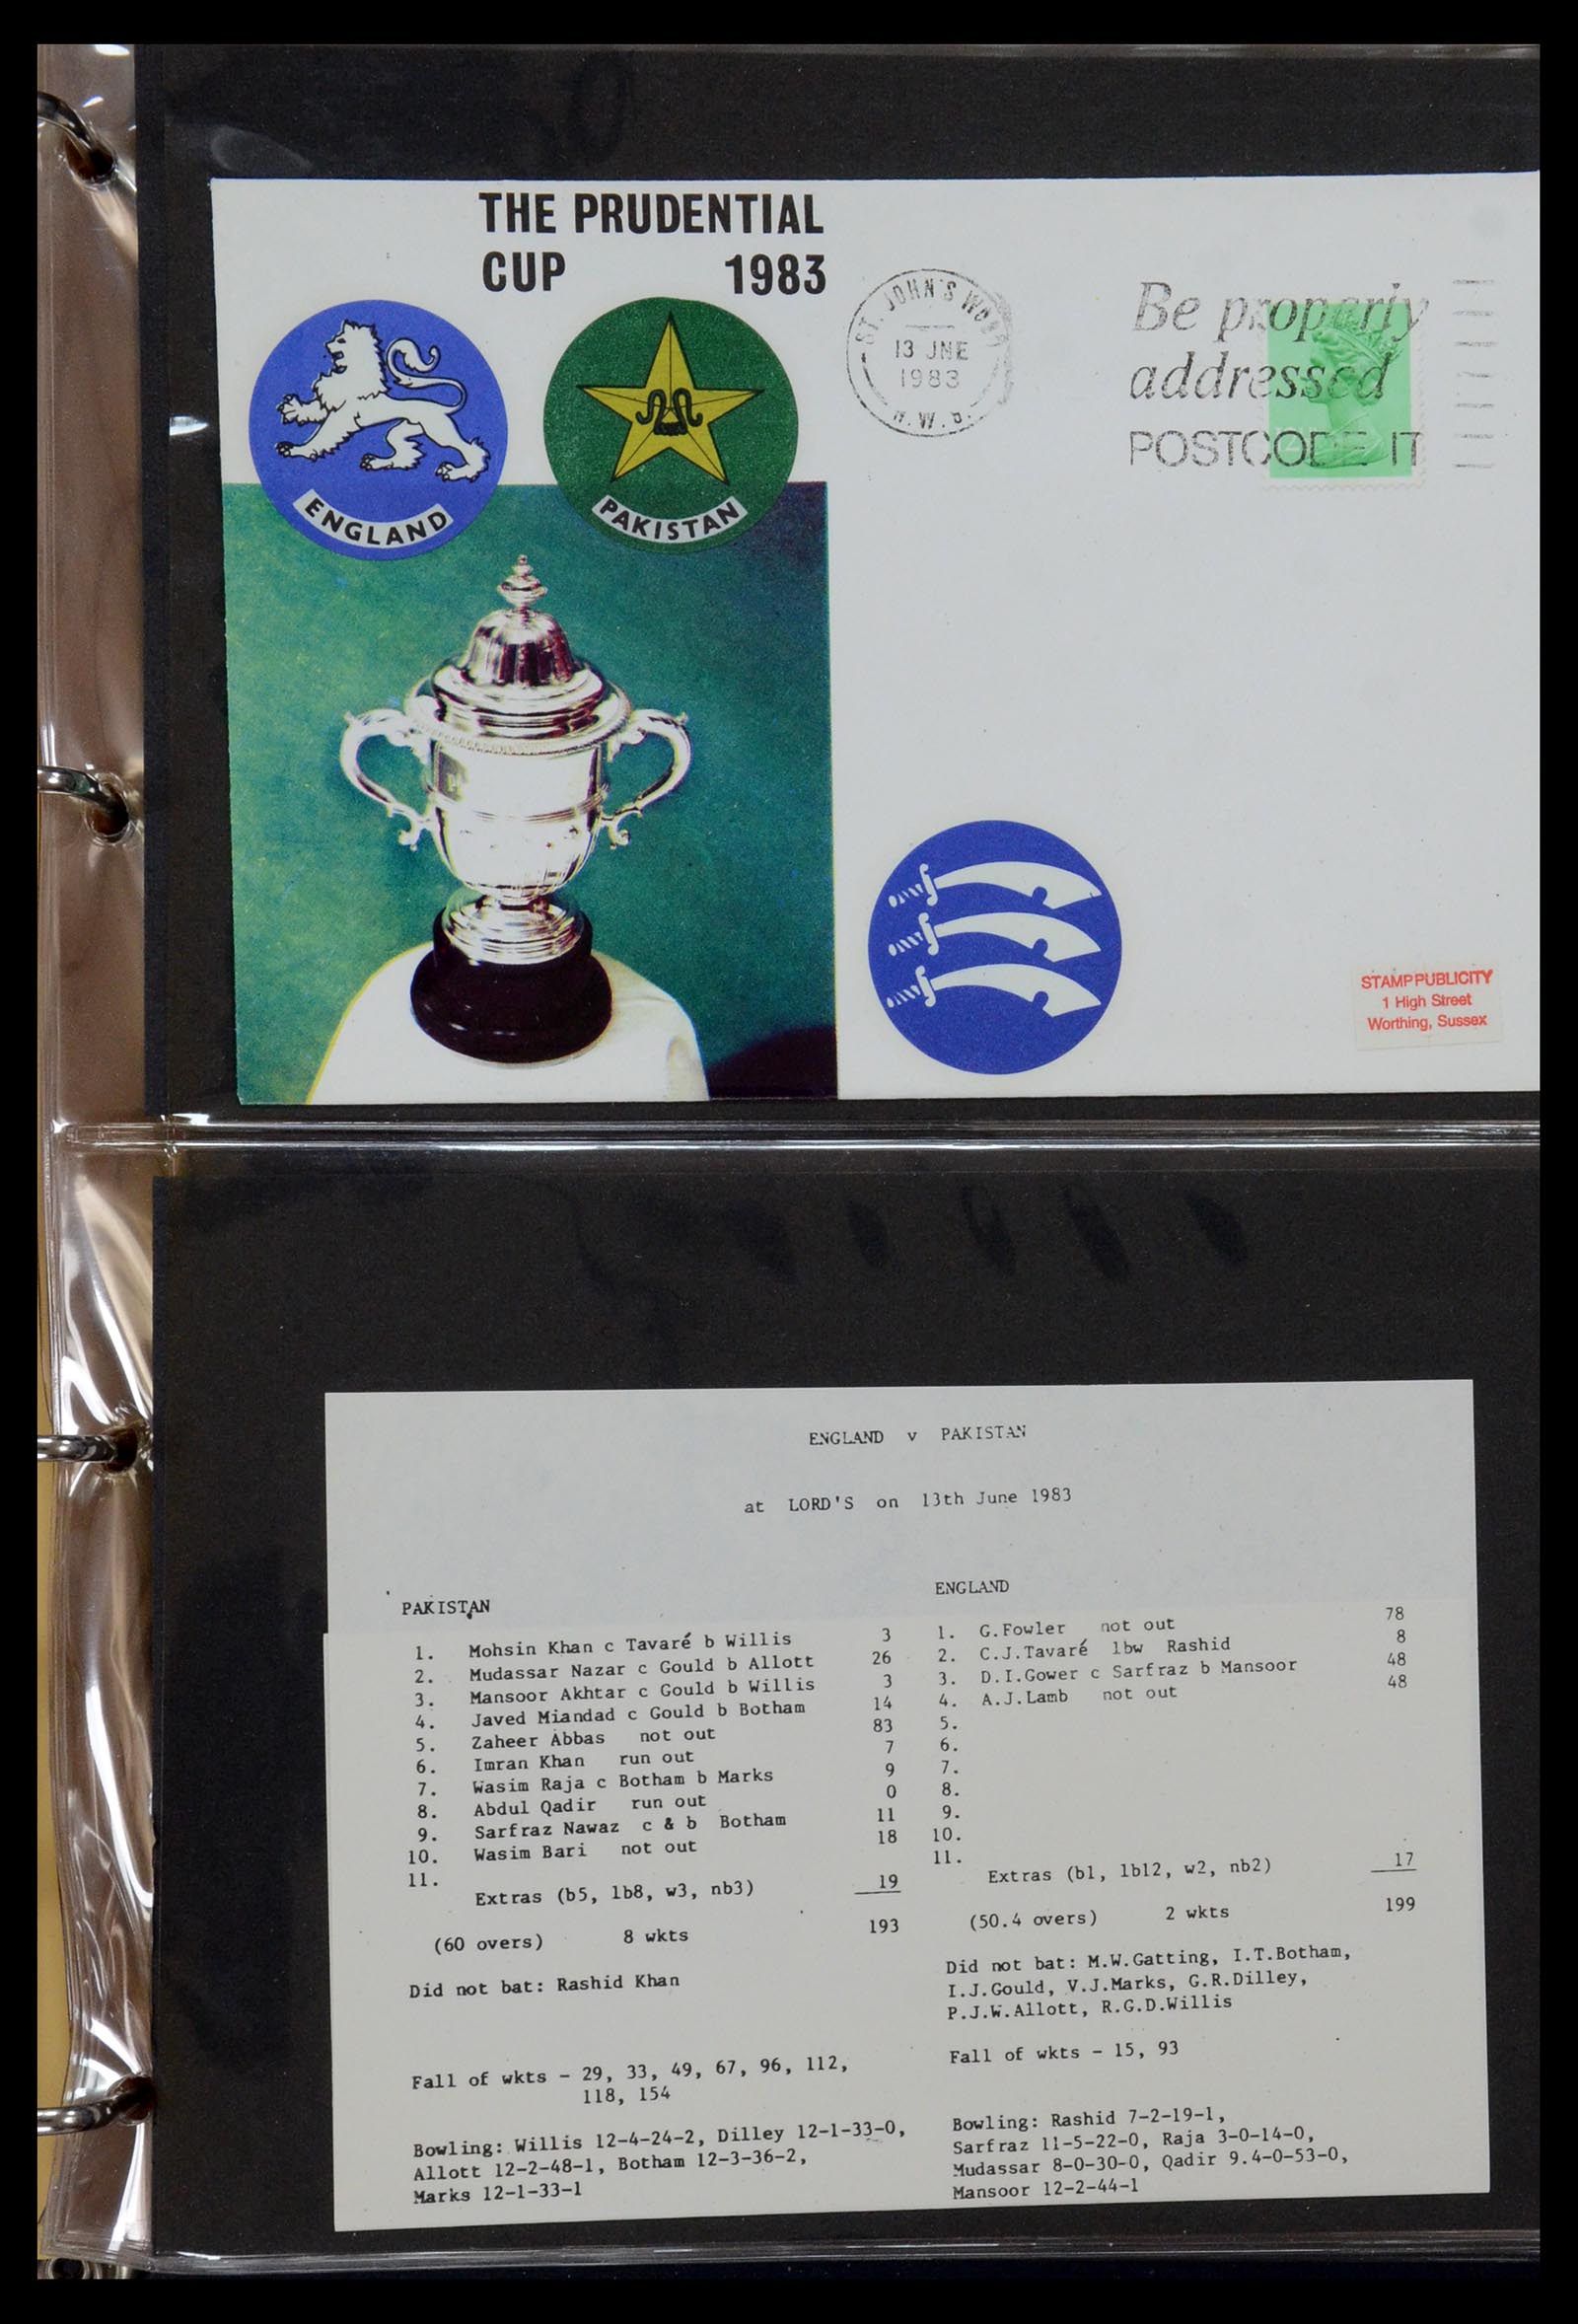 THE PRUDENTIAL
CUP 1983
ENGLAND
PAKISTAN
ST. JOHN'S WOOD
13 JNE
1983
N.W.8.
Be properly
addressed
POSTCODE IT
STAMP PUBLICITY
1 High Street
Worthing, Sussex
ENGLAND v PAKISTAN
at LORD'S on 13th June 1983
PAKISTAN
1. Mohsin Khan c Tavaré b Willis 3
2. Mudassar Nazar c Gould b Allott 26
3. Mansoor Akhtar c Gould b Willis 3
4. Javed Miandad c Gould b Botham 14
5. Zaheer Abbas not out 83
6. Imran Khan run out 7
7. Wasim Raja c Botham b Marks 9
8. Abdul Qadir run out 0
9. Sarfraz Nawaz c & b Botham 11
10. Wasim Bari not out 18
11.
Extras (b5, lb8, w3, nb3) 19
(60 overs) 8 wkts 193
Did not bat: Rashid Khan
Fall of wkts - 29, 33, 49, 67, 96, 112,
118, 154
Bowling: Willis 12-4-24-2, Dilley 12-1-33-0,
Allott 12-2-48-1, Botham 12-3-36-2,
Marks 12-1-33-1
ENGLAND
1. G.Fowler not out 78
2. C.J.Tavaré lbw Rashid 8
3. D.I.Gower c Sarfraz b Mansoor 48
4. A.J.Lamb not out 48
5.
6.
7.
8.
9.
10.
11.
Extras (b1, lb12, w2, nb2) 17
(50.4 overs) 2 wkts 199
Did not bat: M.W.Gatting, I.T.Botham,
I.J.Gould, V.J.Marks, G.R.Dilley,
P.J.W.Allott, R.G.D.Willis
Fall of wkts - 15, 93
Bowling: Rashid 7-2-19-1,
Sarfraz 11-5-22-0, Raja 3-0-14-0,
Mudassar 8-0-30-0, Qadir 9.4-0-53-0,
Mansoor 12-2-44-1